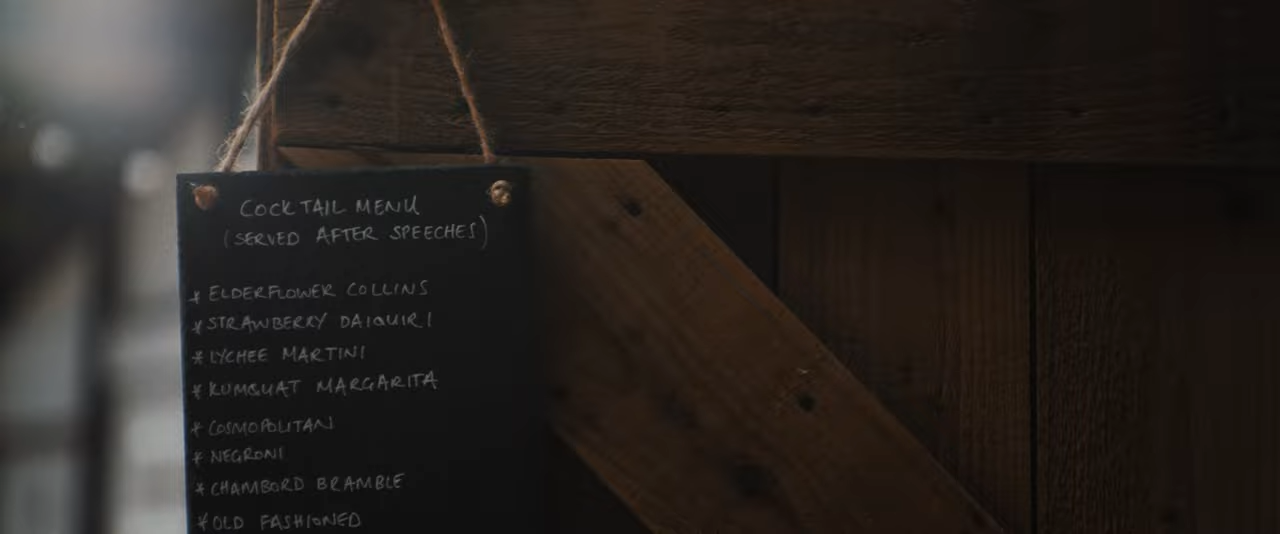 COCKTAIL MENU
(SERVED AFTER SPEECHES)
* ELDERFLOWER COLLINS
* STRAWBERRY DAIQUIRI
* LYCHEE MARTINI
* KUMQUAT MARGARITA
* COSMOPOLITAN
* NEGRONI
* CHAMBORD BRAMBLE
* OLD FASHIONED